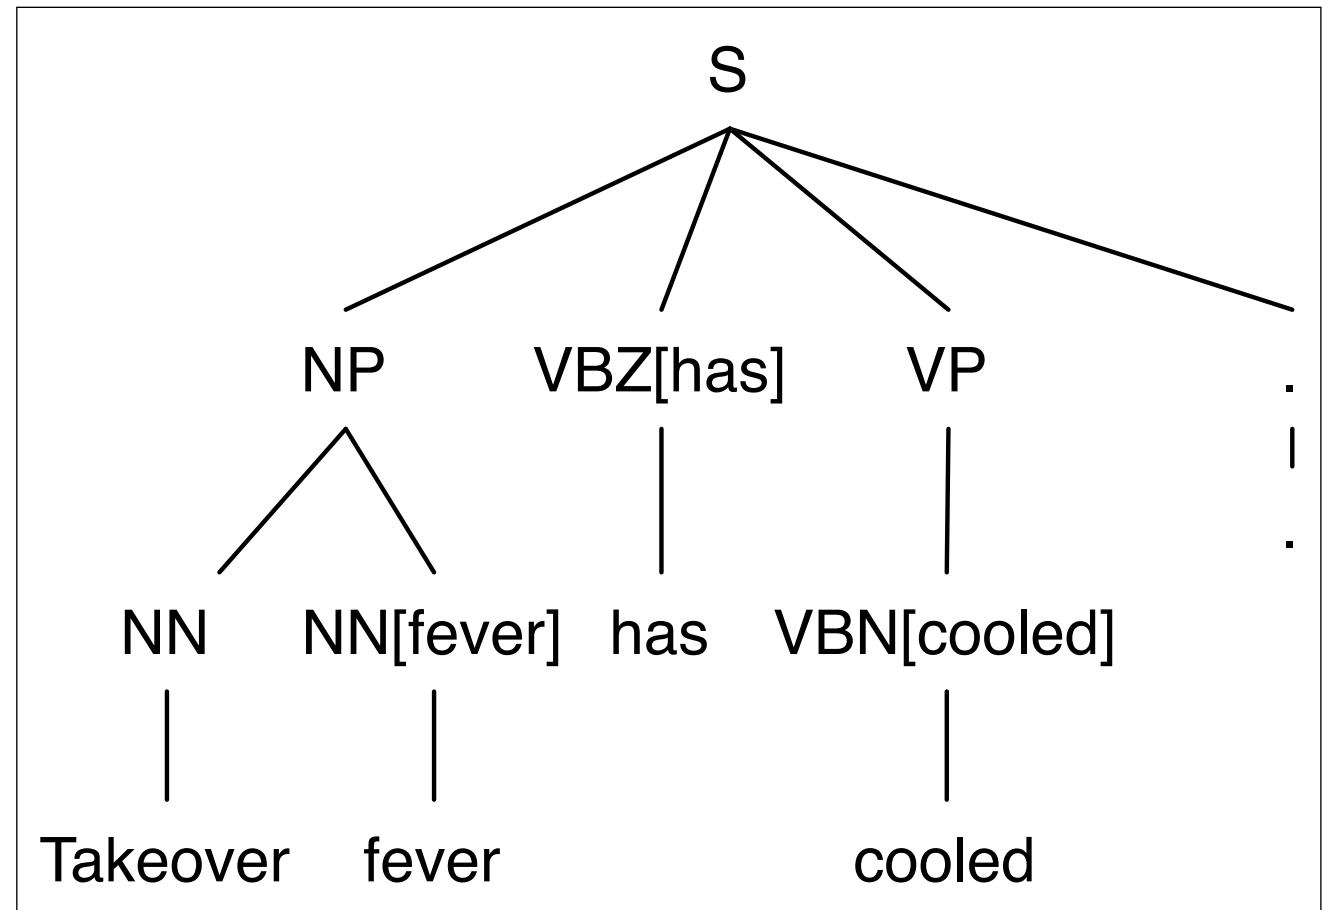 S
NP VBZ[has] VP .
.
NN NN[fever] has VBN[cooled]
Takeover fever cooled